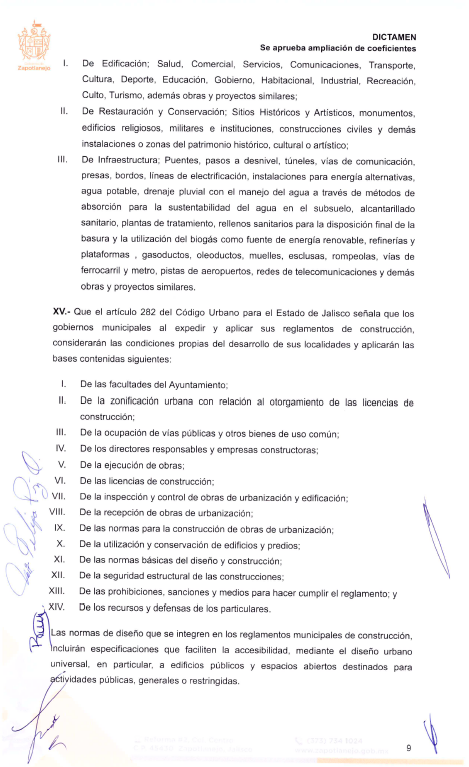 Zapotlanejo
DICTAMEN
Se aprueba ampliación de coeficientes
I. De Edificación; Salud, Comercial, Servicios, Comunicaciones, Transporte,
Cultura, Deporte, Educación, Gobierno, Habitacional, Industrial, Recreación,
Culto, Turismo, además obras y proyectos similares;
II. De Restauración y Conservación; Sitios Históricos y Artísticos, monumentos,
edificios religiosos, militares e instituciones, construcciones civiles y demás
instalaciones o zonas del patrimonio histórico, cultural o artístico;
III. De Infraestructura; Puentes, pasos a desnivel, túneles, vías de comunicación,
presas, bordos, líneas de electrificación, instalaciones para energía alternativas,
agua potable, drenaje pluvial con el manejo del agua a través de métodos de
absorción para la sustentabilidad del agua en el subsuelo, alcantarillado
sanitario, plantas de tratamiento, rellenos sanitarios para la disposición final de la
basura y la utilización del biogás como fuente de energía renovable, refinerías y
plataformas , gasoductos, oleoductos, muelles, esclusas, rompeolas, vías de
ferrocarril y metro, pistas de aeropuertos, redes de telecomunicaciones y demás
obras y proyectos similares.
XV.- Que el artículo 282 del Código Urbano para el Estado de Jalisco señala que los
gobiernos municipales al expedir y aplicar sus reglamentos de construcción,
considerarán las condiciones propias del desarrollo de sus localidades y aplicarán las
bases contenidas siguientes:
I. De las facultades del Ayuntamiento;
II. De la zonificación urbana con relación al otorgamiento de las licencias de
construcción;
III. De la ocupación de vías públicas y otros bienes de uso común;
IV. De los directores responsables y empresas constructoras;
V. De la ejecución de obras;
VI. De las licencias de construcción;
VII. De la inspección y control de obras de urbanización y edificación;
VIII. De la recepción de obras de urbanización;
IX. De las normas para la construcción de obras de urbanización;
X. De la utilización y conservación de edificios y predios;
XI. De las normas básicas del diseño y construcción;
XII. De la seguridad estructural de las construcciones;
XIII. De las prohibiciones, sanciones y medios para hacer cumplir el reglamento; y
XIV. De los recursos y defensas de los particulares.
Las normas de diseño que se integren en los reglamentos municipales de construcción,
incluirán especificaciones que faciliten la accesibilidad, mediante el diseño urbano
universal, en particular, a edificios públicos y espacios abiertos destinados para
actividades públicas, generales o restringidas.
9